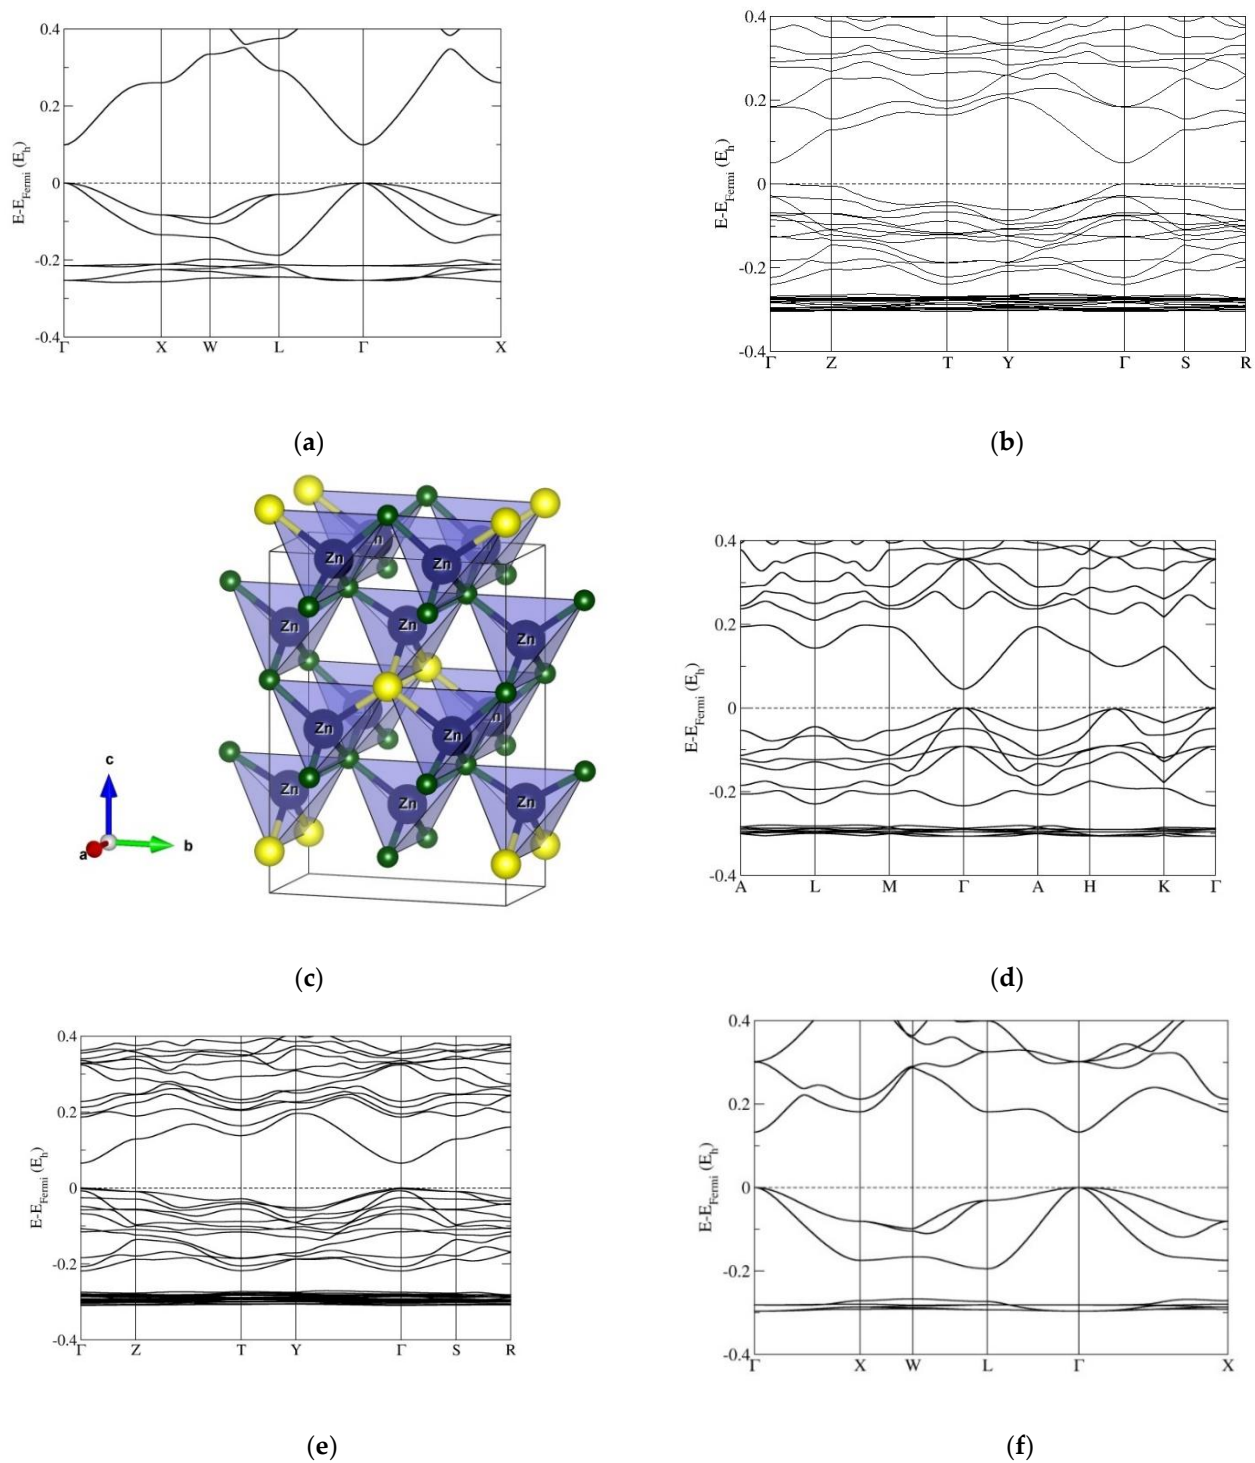 0.4
0.2
0
-0.2
-0.4
E-E_Fermi (E_h)
Γ X W L Γ X
(a)
0.4
0.2
0
-0.2
-0.4
E-E_Fermi (E_h)
Γ Z T Y Γ S R
(b)
Zn
Zn
Zn
Zn
Zn
Zn
Zn
Zn
Zn
Zn
Zn
Zn
c
a
b
(c)
0.4
0.2
0
-0.2
-0.4
E-E_Fermi (E_h)
A L M Γ A H K Γ
(d)
0.4
0.2
0
-0.2
-0.4
E-E_Fermi (E_h)
Γ Z T Y Γ S R
(e)
0.4
0.2
0
-0.2
-0.4
E-E_Fermi (E_h)
Γ X W L Γ X
(f)